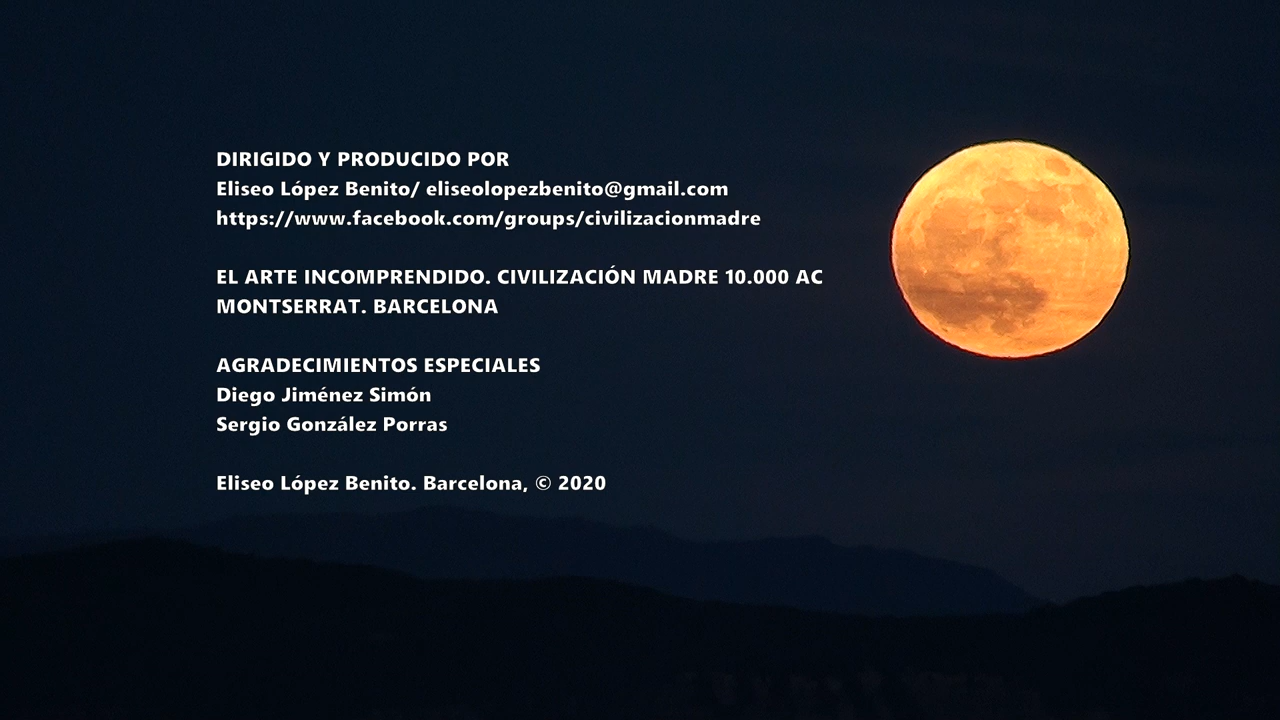 DIRIGIDO Y PRODUCIDO POR
Eliseo López Benito/ eliseolopezbenito@gmail.com
https://www.facebook.com/groups/civilizacionmadre
EL ARTE INCOMPRENDIDO. CIVILIZACIÓN MADRE 10.000 AC
MONTSERRAT. BARCELONA
AGRADECIMIENTOS ESPECIALES
Diego Jiménez Simón
Sergio González Porras
Eliseo López Benito. Barcelona, © 2020